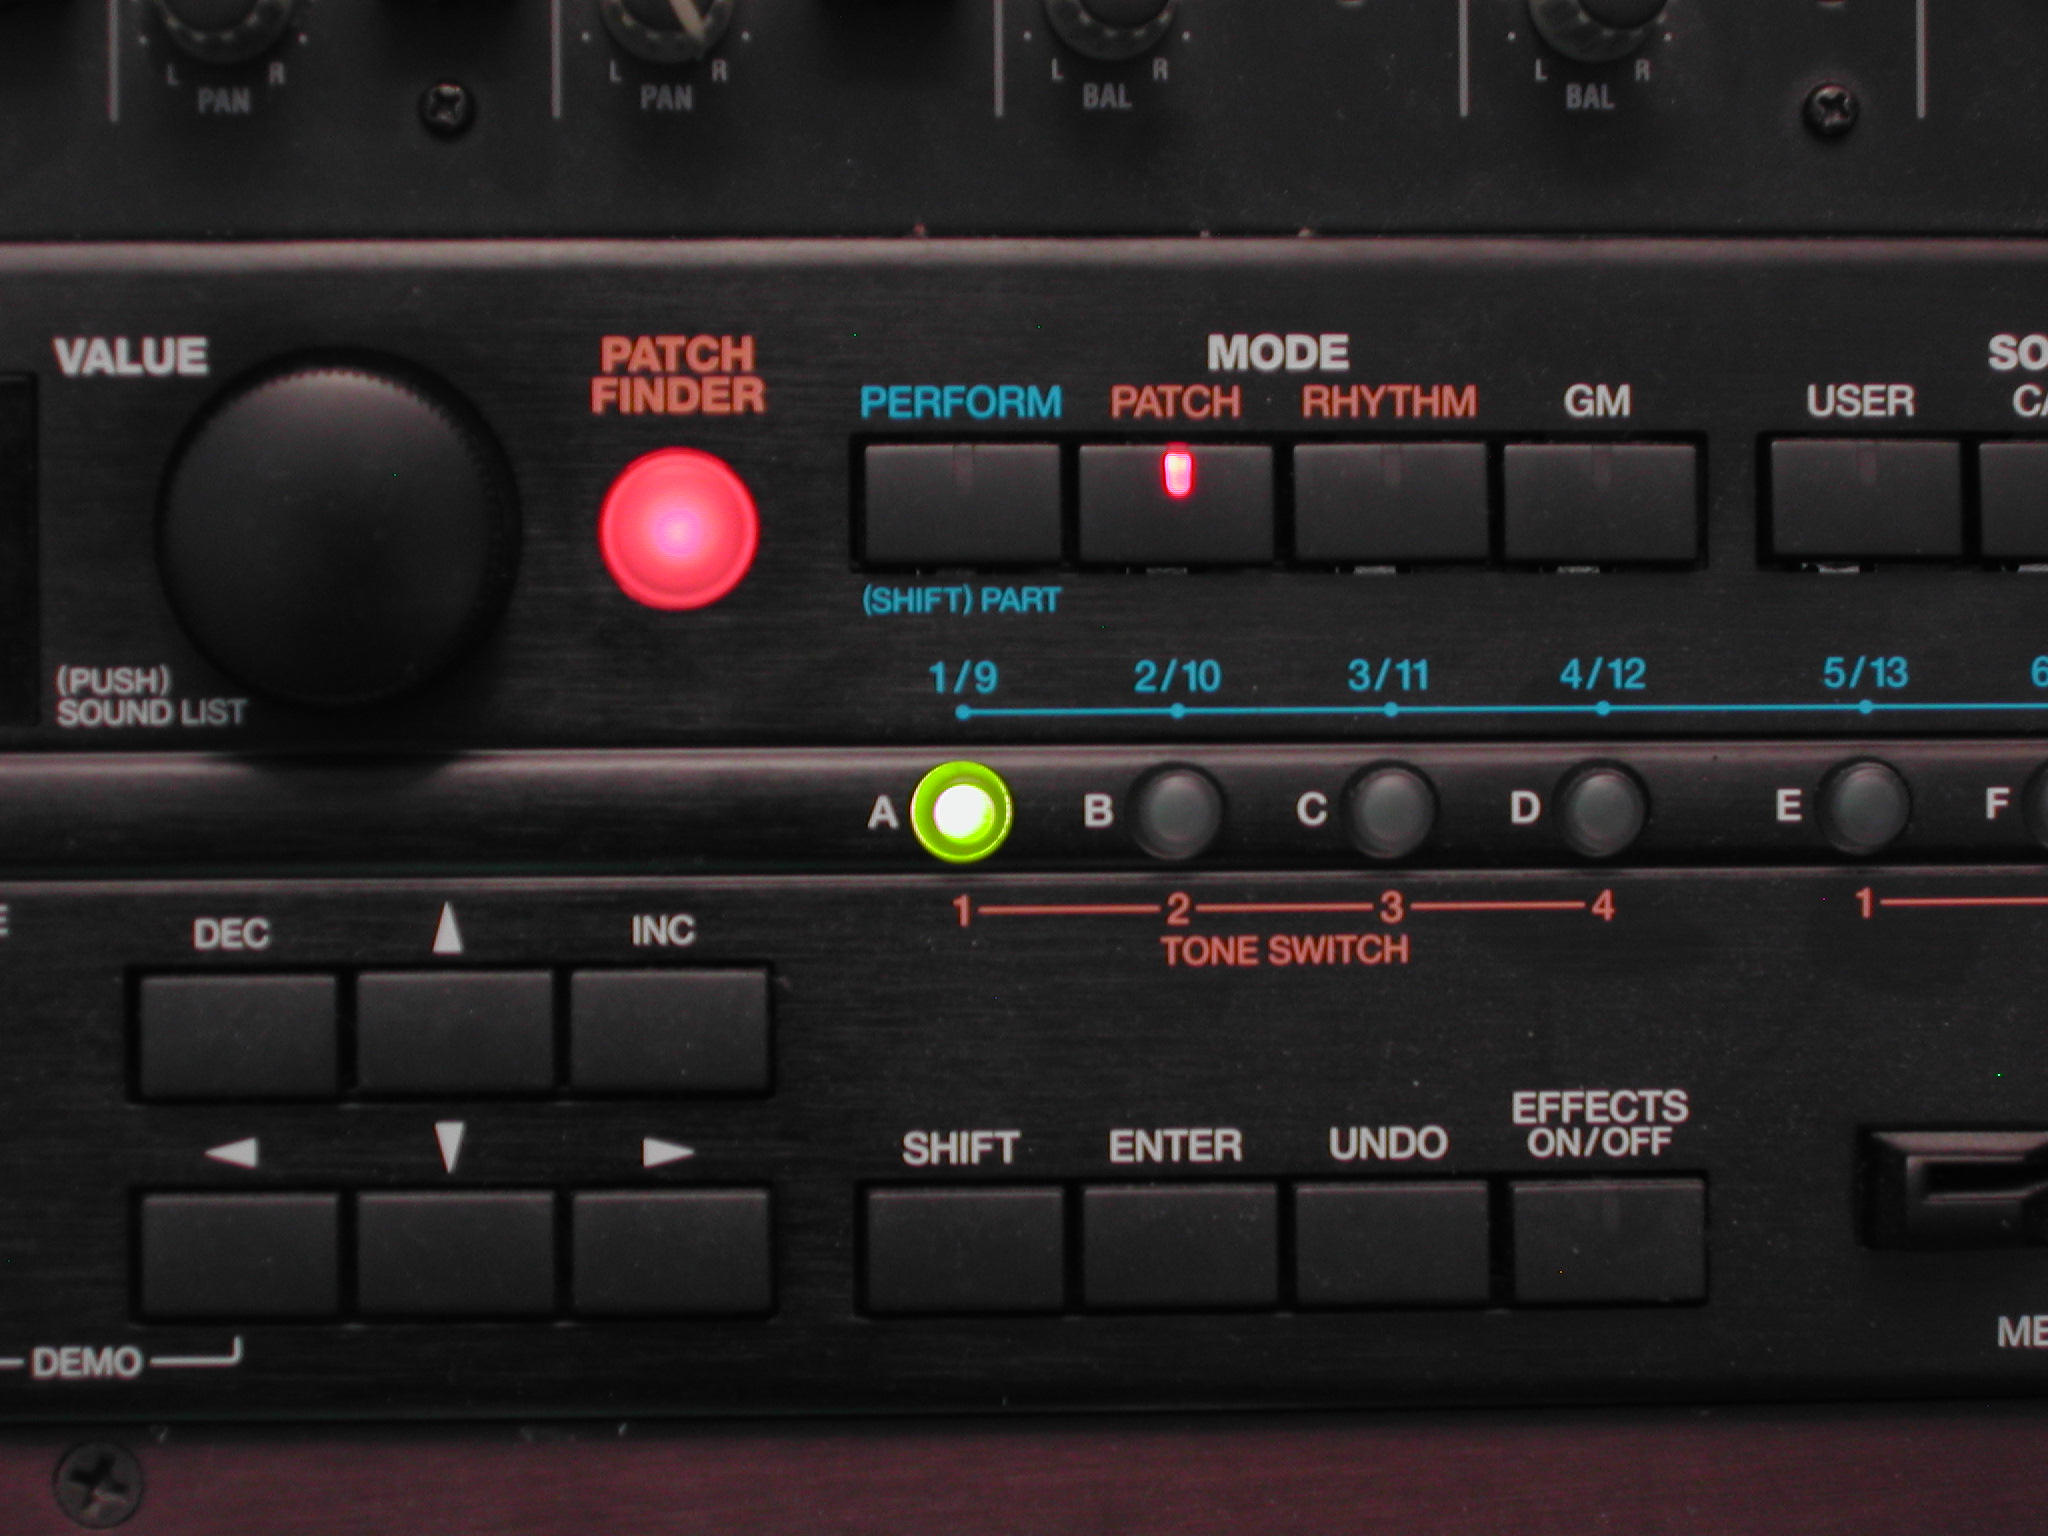 L R L R L R L R
PAN PAN BAL BAL
VALUE
PATCH
FINDER
MODE
PERFORM PATCH RHYTHM GM USER
(SHIFT) PART
(PUSH)
SOUND LIST
1/9 2/10 3/11 4/12 5/13
A B C D E F
1 2 3 4 1
TONE SWITCH
DEC INC
SHIFT ENTER UNDO
EFFECTS
ON/OFF
DEMO